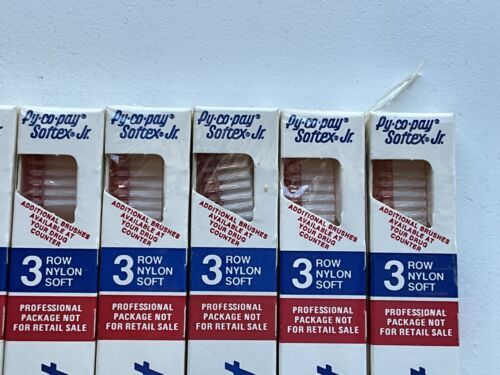 Py·co·pay®
Softex® Jr.
ADDITIONAL BRUSHES
AVAILABLE AT
YOUR DRUG
COUNTER
3 ROW
NYLON
SOFT
PROFESSIONAL
PACKAGE NOT
FOR RETAIL SALE
Py·co·pay®
Softex® Jr.
ADDITIONAL BRUSHES
AVAILABLE AT
YOUR DRUG
COUNTER
3 ROW
NYLON
SOFT
PROFESSIONAL
PACKAGE NOT
FOR RETAIL SALE
Py·co·pay®
Softex® Jr.
ADDITIONAL BRUSHES
AVAILABLE AT
YOUR DRUG
COUNTER
3 ROW
NYLON
SOFT
PROFESSIONAL
PACKAGE NOT
FOR RETAIL SALE
Py·co·pay®
Softex® Jr.
ADDITIONAL BRUSHES
AVAILABLE AT
YOUR DRUG
COUNTER
3 ROW
NYLON
SOFT
PROFESSIONAL
PACKAGE NOT
FOR RETAIL SALE
Py·co·pay®
Softex® Jr.
ADDITIONAL BRUSHES
AVAILABLE AT
YOUR DRUG
COUNTER
3 ROW
NYLON
SOFT
PROFESSIONAL
PACKAGE NOT
FOR RETAIL SALE